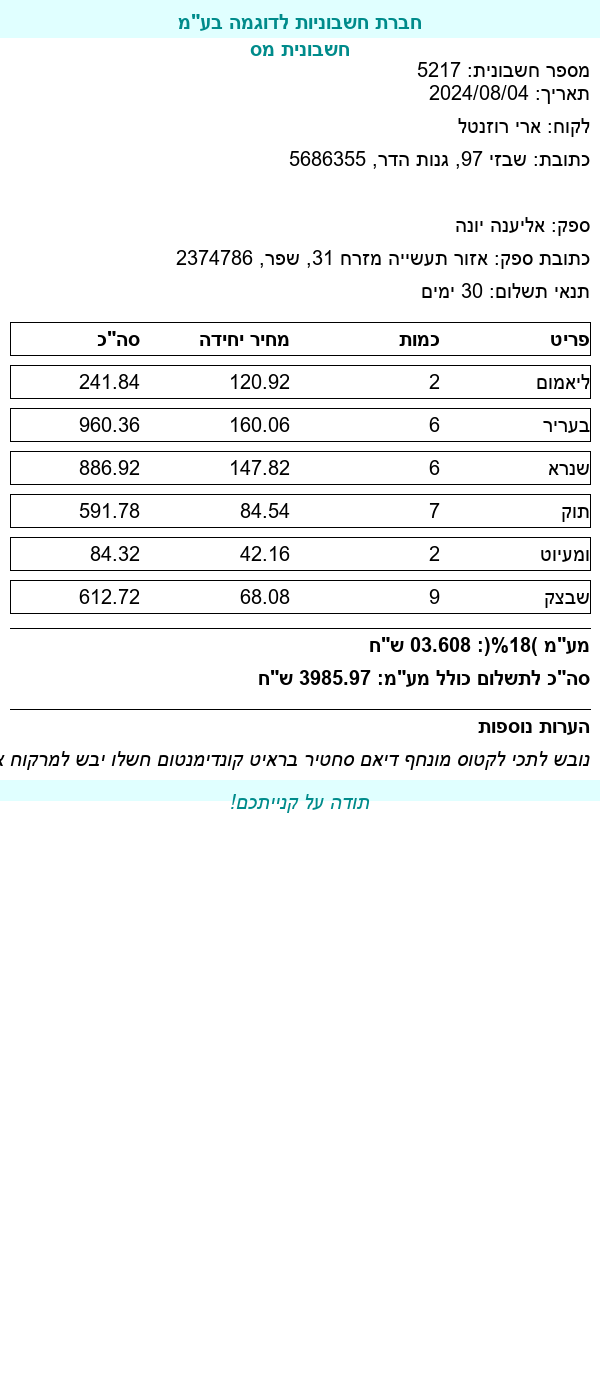 חברת חשבוניות לדוגמה בע"מ
חשבונית מס
מספר חשבונית: 5217
תאריך: 2024/08/04
לקוח: ארי רוזנטל
כתובת: שבזי 97, גנות הדר, 5686355
ספק: אליענה יונה
כתובת ספק: אזור תעשייה מזרח 31, שפר, 2374786
תנאי תשלום: 30 ימים
פריט כמות מחיר יחידה סה"כ
ליאמום 2 120.92 241.84
בעריר 6 160.06 960.36
שנרא 6 147.82 886.92
תוק 7 84.54 591.78
ומעיוט 2 42.16 84.32
שבצק 9 68.08 612.72
מע"מ )18%(: 03.608 ש"ח
סה"כ לתשלום כולל מע"מ: 3985.97 ש"ח
הערות נוספות
נובש לתכי לקטוס מונחף דיאם סחטיר בראיט קונדימנטום חשלו יבש למרקוח
תודה על קנייתכם!